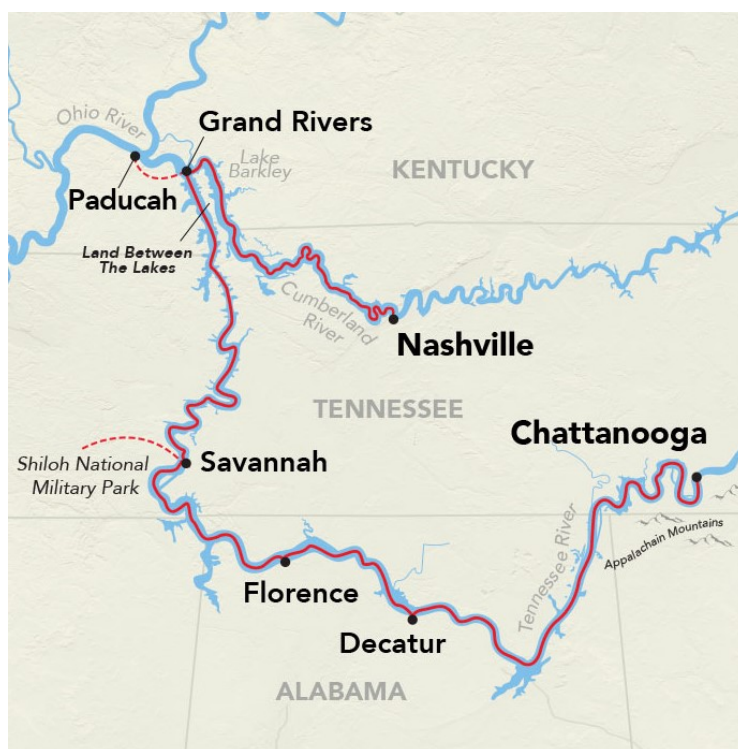 Ohio River
Grand Rivers
Lake
Barkley
KENTUCKY
Paducah
Land Between
The Lakes
Cumberland
River
Nashville
TENNESSEE
Chattanooga
Shiloh National
Military Park
Savannah
Tennessee River
Appalachain Mountains
Florence
Decatur
ALABAMA